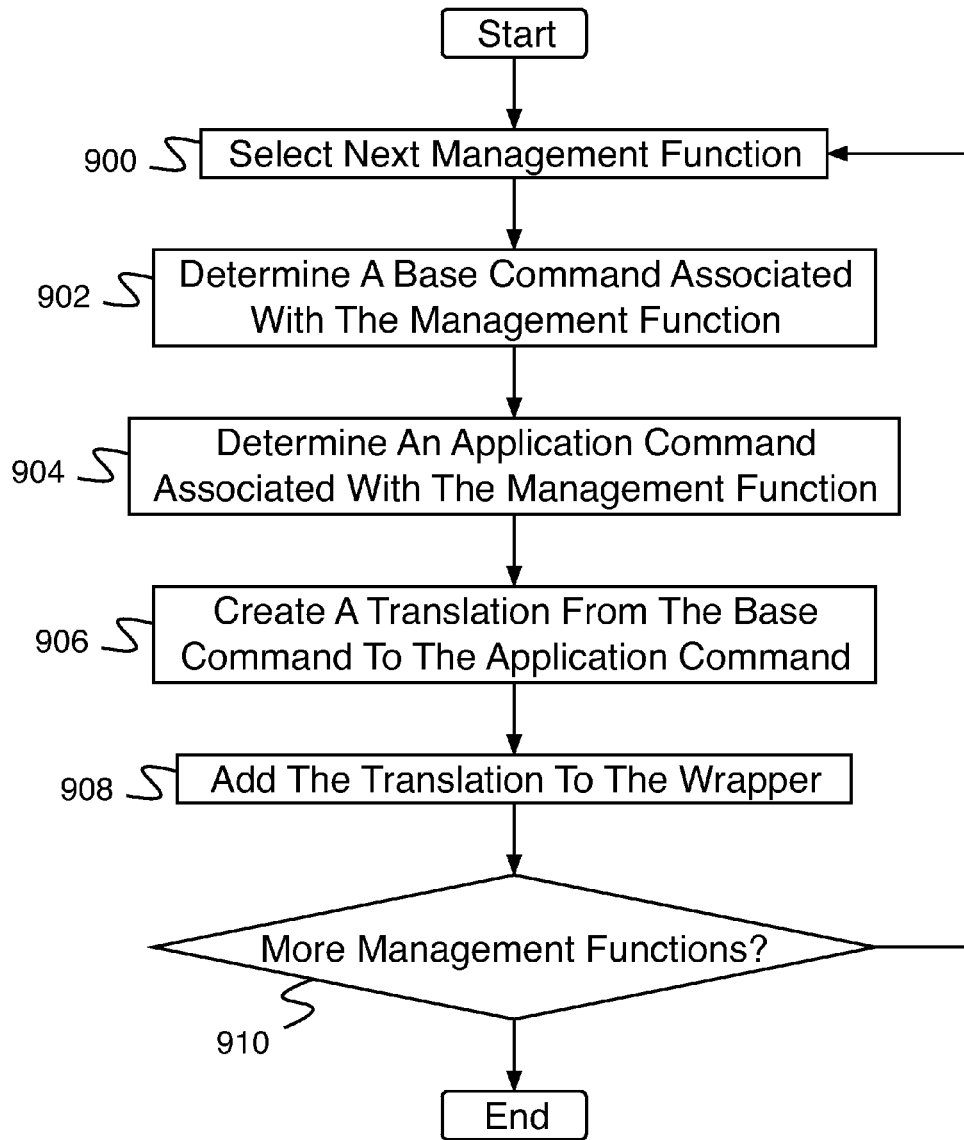 Start
900
Select Next Management Function
902
Determine A Base Command Associated
With The Management Function
904
Determine An Application Command
Associated With The Management Function
906
Create A Translation From The Base
Command To The Application Command
908
Add The Translation To The Wrapper
More Management Functions?
910
End